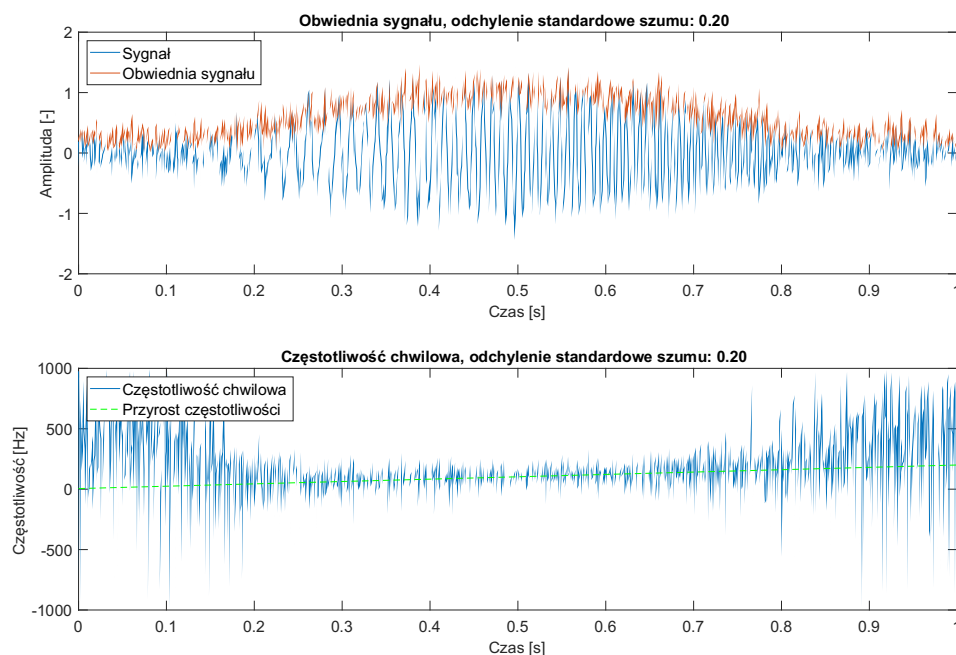 Obwiednia sygnału, odchylenie standardowe szumu: 0.20
Sygnał
Obwiednia sygnału
Amplituda [-]
2
1
0
-1
-2
0 0.1 0.2 0.3 0.4 0.5 0.6 0.7 0.8 0.9 1
Czas [s]
Częstotliwość chwilowa, odchylenie standardowe szumu: 0.20
Częstotliwość chwilowa
Przyrost częstotliwości
Częstotliwość [Hz]
1000
500
0
-500
-1000
0 0.1 0.2 0.3 0.4 0.5 0.6 0.7 0.8 0.9 1
Czas [s]